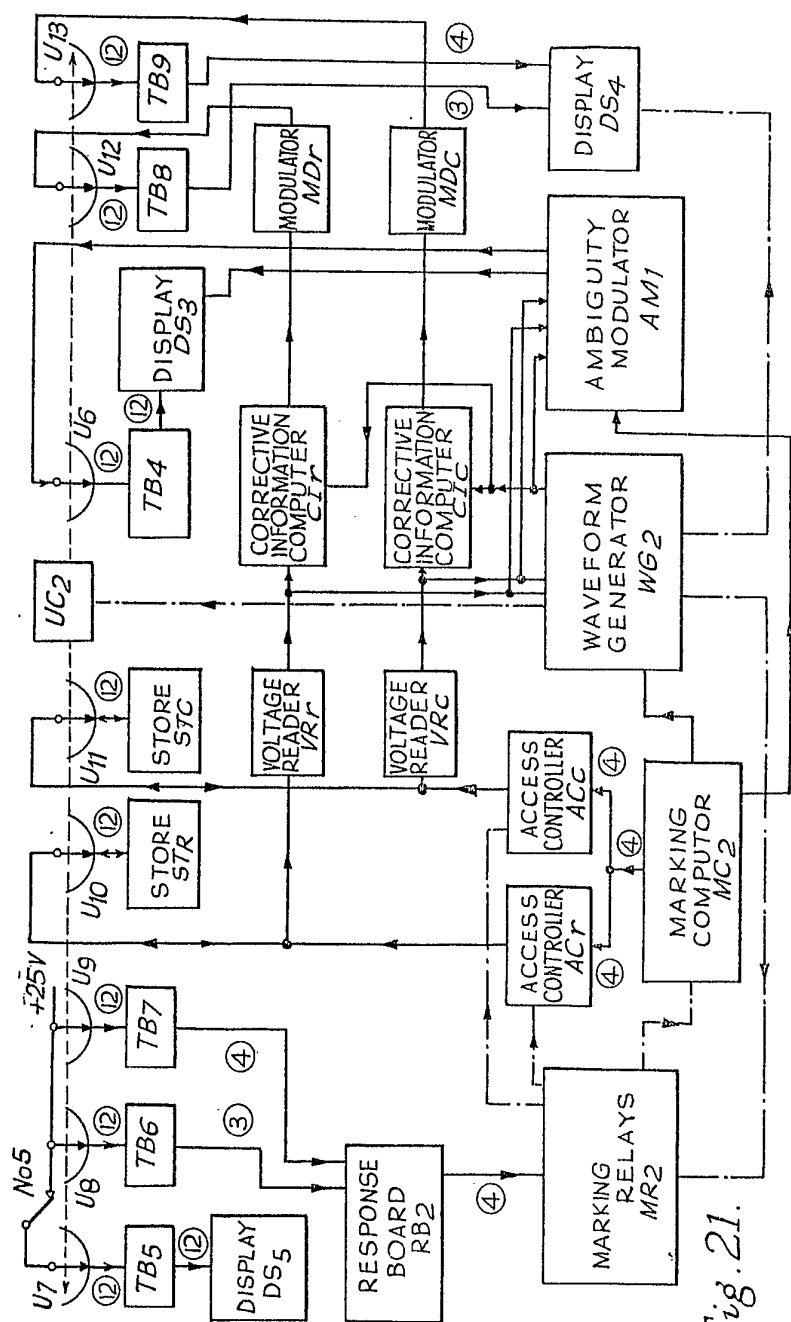 U7
No5
U8
U9
+25V
U10
U11
UC2
U6
U12
U13
⑫
TB5
⑫
DISPLAY
DS5
⑫
TB6
③
⑫
TB7
④
⑫
STORE
STR
⑫
STORE
STC
⑫
TB4
⑫
DISPLAY
DS3
⑫
TB8
⑫
TB9
④
③
VOLTAGE
READER
VRr
CORRECTIVE
INFORMATION
COMPUTER
CIr
MODULATOR
MDr
VOLTAGE
READER
VRc
CORRECTIVE
INFORMATION
COMPUTER
CIC
MODULATOR
MDc
DISPLAY
DS4
RESPONSE
BOARD
RB2
④
ACCESS
CONTROLLER
ACr
④
ACCESS
CONTROLLER
ACc
④
④
MARKING
RELAYS
MR2
MARKING
COMPUTOR
MC2
WAVEFORM
GENERATOR
WG2
AMBIGUITY
MODULATOR
AM1
Fig. 21.